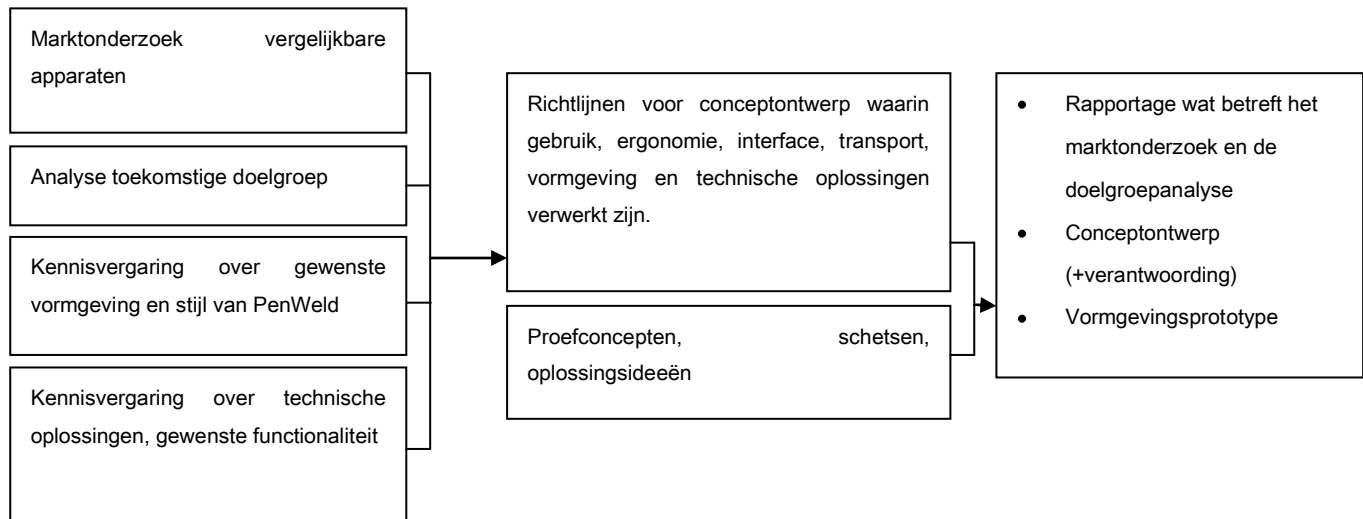 Marktonderzoek vergelijkbare
apparaten
Analyse toekomstige doelgroep
Kennisvergaring over gewenste
vormgeving en stijl van PenWeld
Kennisvergaring over technische
oplossingen, gewenste functionaliteit
Richtlijnen voor conceptontwerp waarin
gebruik, ergonomie, interface, transport,
vormgeving en technische oplossingen
verwerkt zijn.
Proefconcepten, schetsen,
oplossingsideeën
• Rapportage wat betreft het
marktonderzoek en de
doelgroepanalyse
• Conceptontwerp
(+verantwoording)
• Vormgevingsprototype